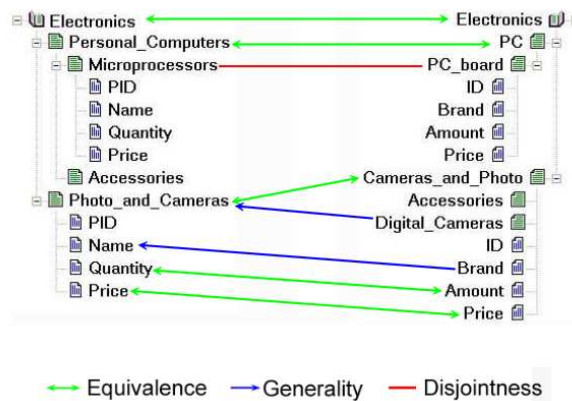 Electronics
Personal_Computers
Microprocessors
PID
Name
Quantity
Price
Accessories
Photo_and_Cameras
PID
Name
Quantity
Price
Electronics
PC
PC_board
ID
Brand
Amount
Price
Cameras_and_Photo
Accessories
Digital_Cameras
ID
Brand
Amount
Price
Equivalence
Generality
Disjointness